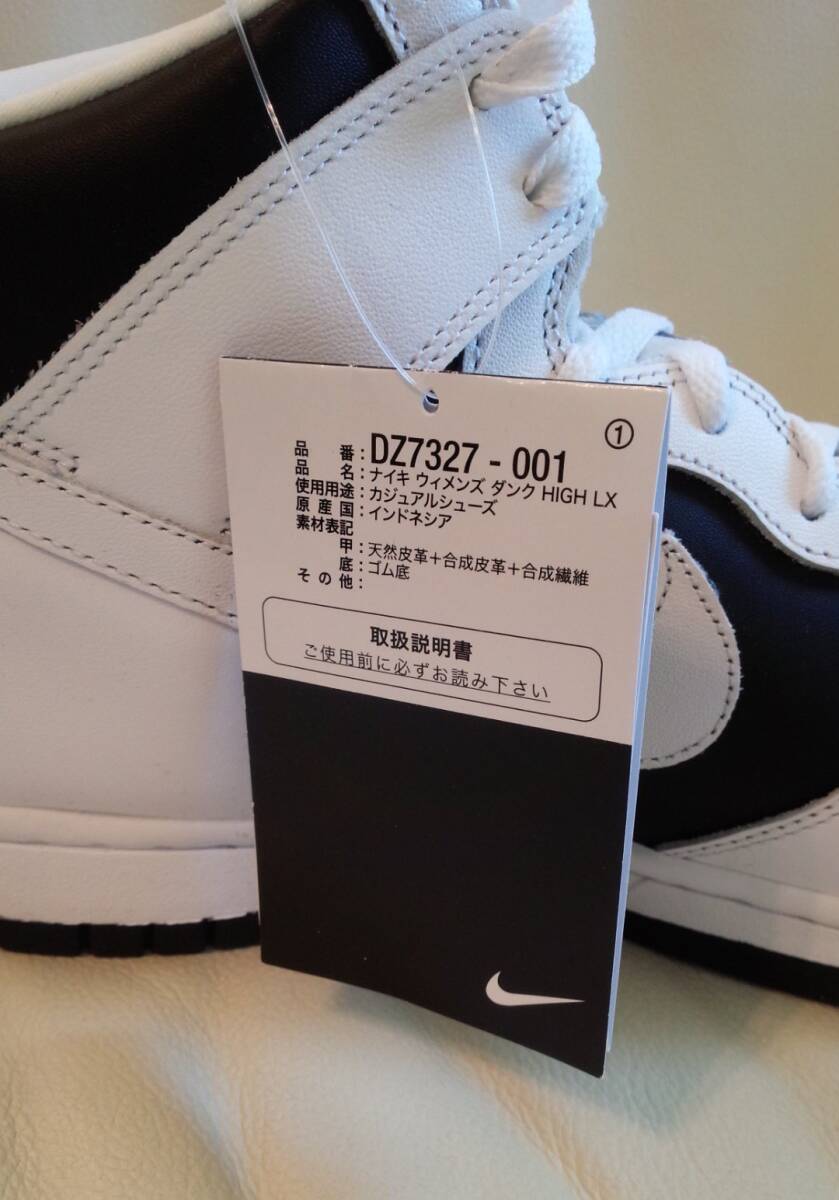 ①
品番：DZ7327 - 001
品名：ナイキ ウィメンズ ダンク HIGH LX
使用用途：カジュアルシューズ
原産国：インドネシア
素材表記
甲：天然皮革＋合成皮革＋合成繊維
底：ゴム底
その他：
取扱説明書
ご使用前に必ずお読み下さい